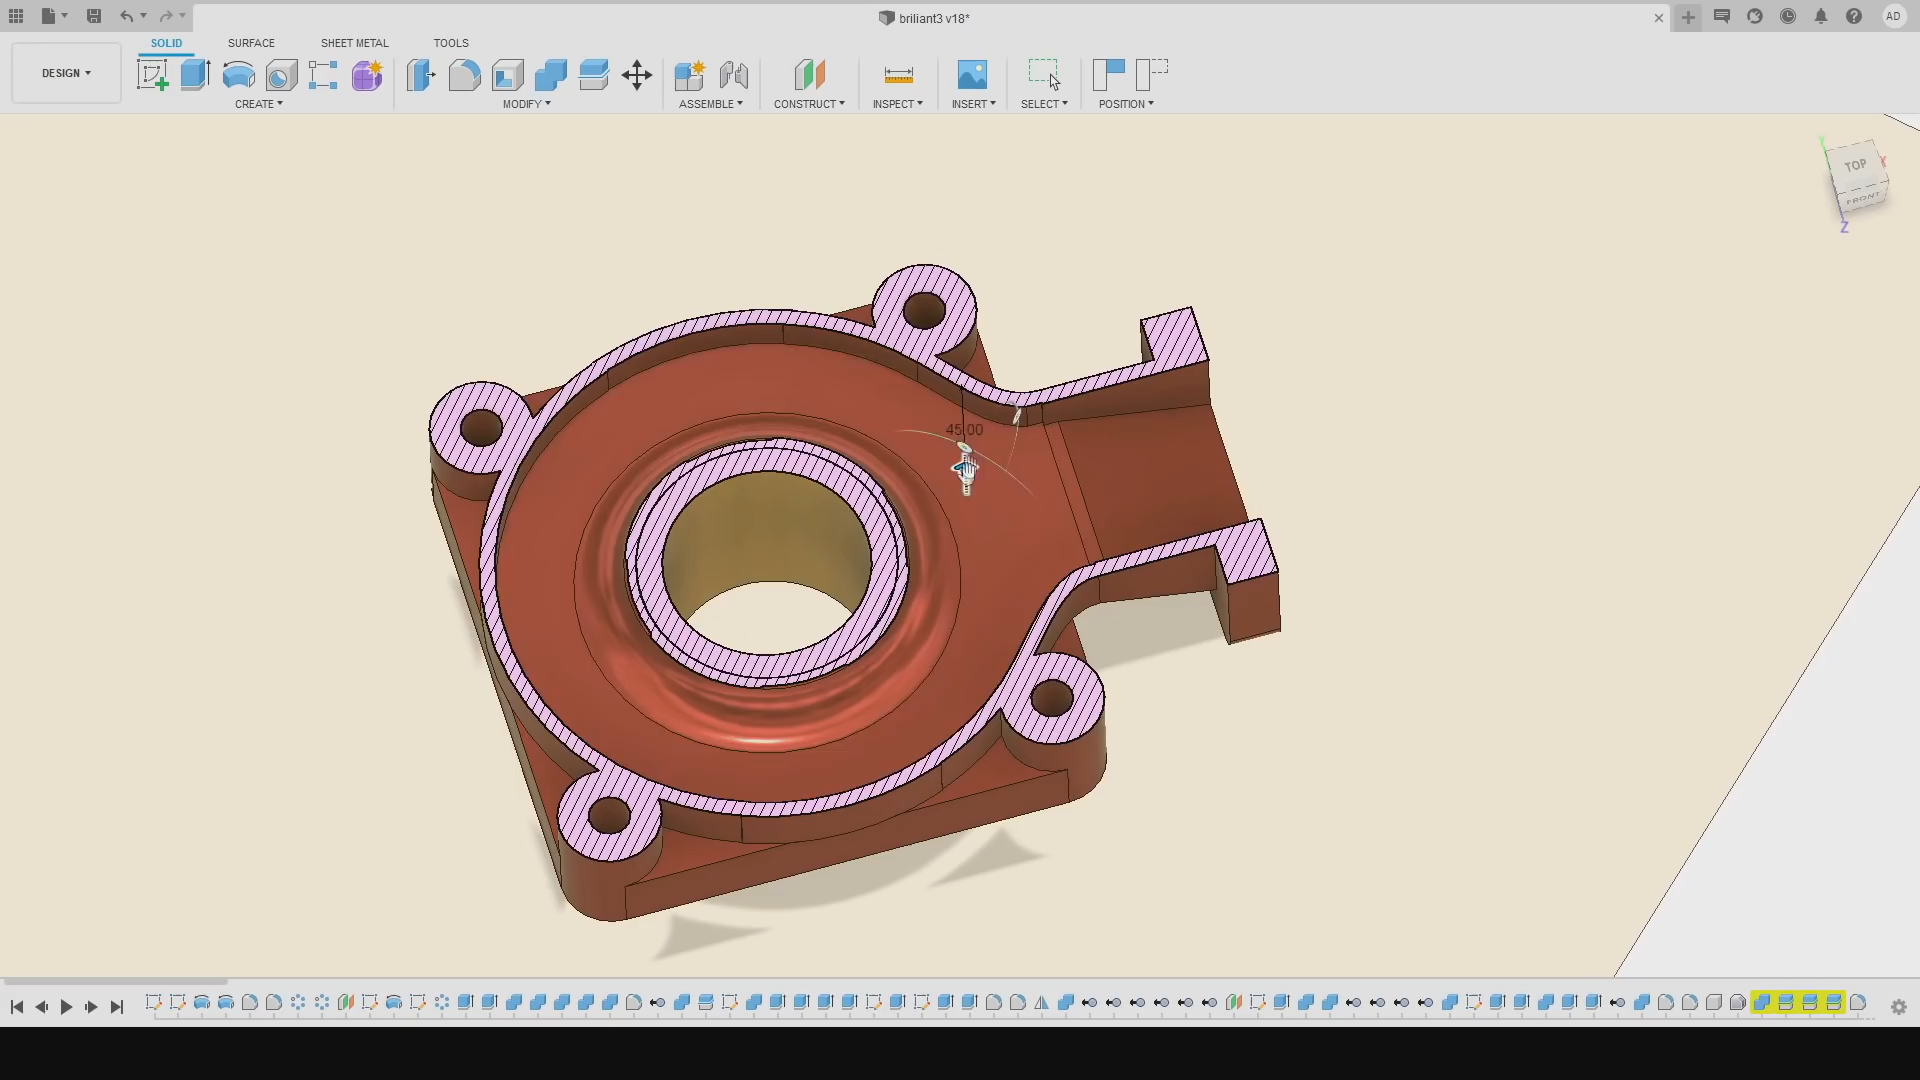 briliant3 v18*
AD
SOLID SURFACE SHEET METAL TOOLS
DESIGN
CREATE MODIFY ASSEMBLE CONSTRUCT INSPECT INSERT SELECT POSITION
Y
TOP
X
FRONT
Z
45.00